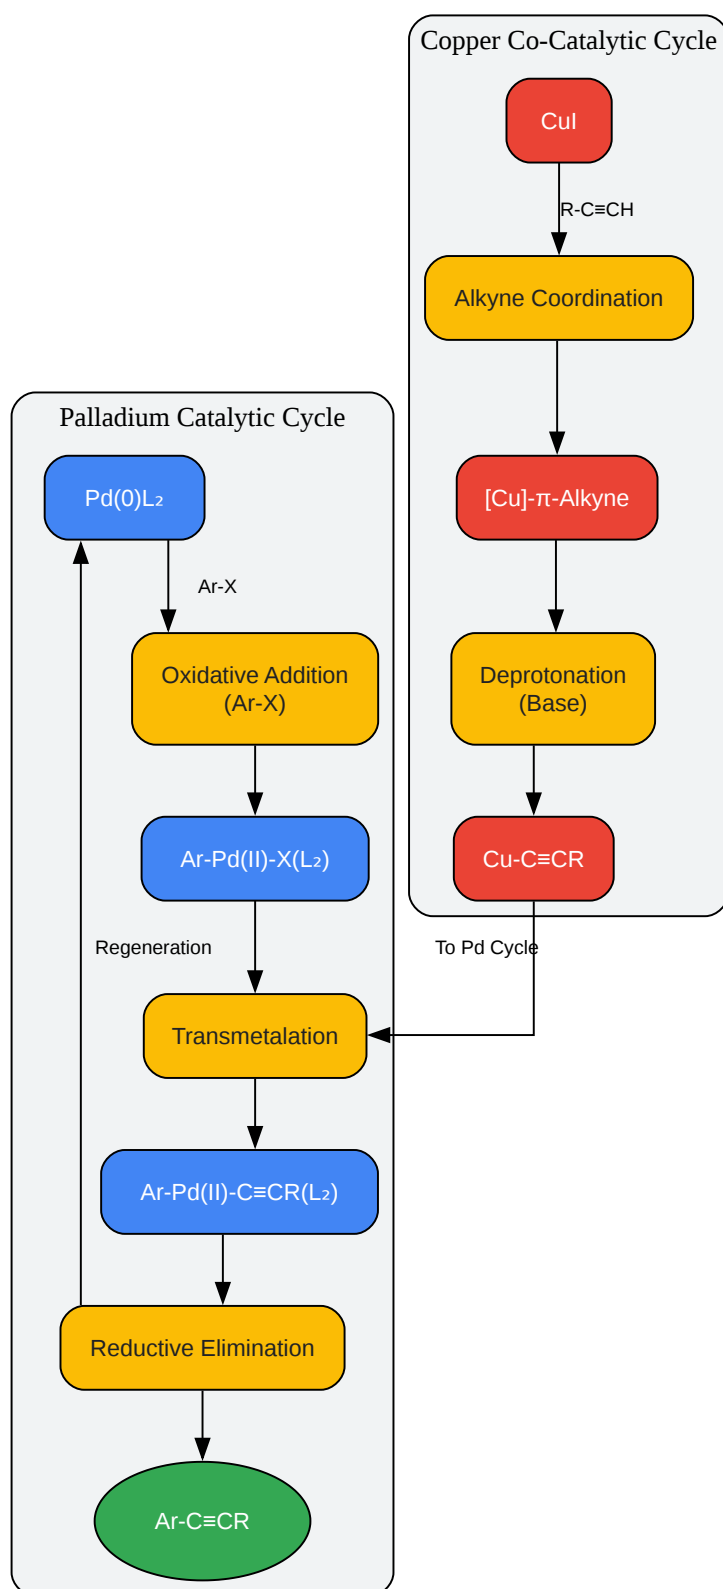 Copper Co-Catalytic Cycle
CuI
R-C≡CH
Alkyne Coordination
[Cu]-π-Alkyne
Deprotonation
(Base)
Cu-C≡CR
To Pd Cycle
Palladium Catalytic Cycle
Pd(0)L₂
Ar-X
Oxidative Addition
(Ar-X)
Ar-Pd(II)-X(L₂)
Regeneration
Transmetalation
Ar-Pd(II)-C≡CR(L₂)
Reductive Elimination
Ar-C≡CR